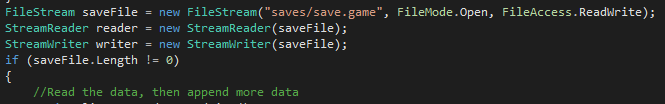 FileStream saveFile = new FileStream("saves/save.game", FileMode.Open, FileAccess.ReadWrite);
StreamReader reader = new StreamReader(saveFile);
StreamWriter writer = new StreamWriter(saveFile);
if (saveFile.Length != 0)
{
//Read the data, then append more data